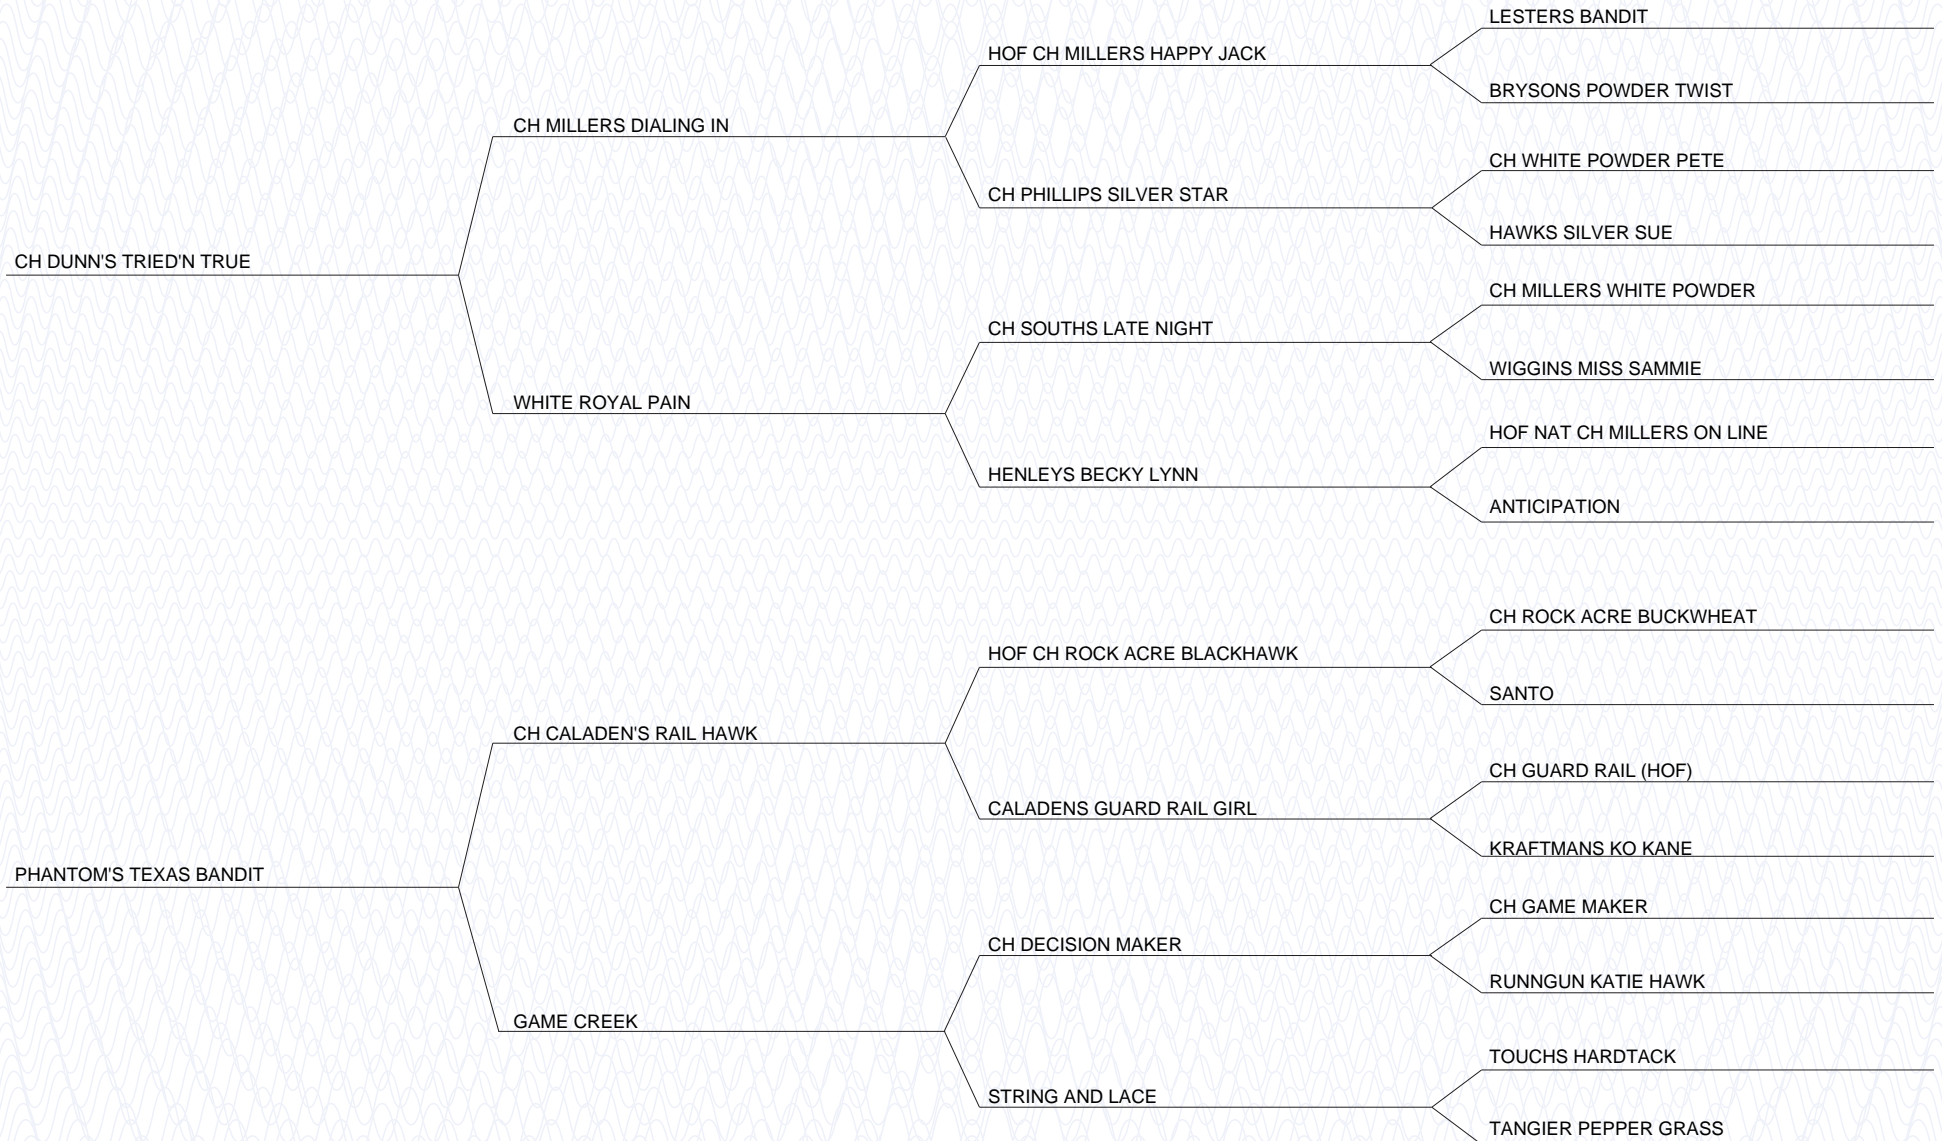 LESTERS BANDIT
HOF CH MILLERS HAPPY JACK
BRYSONS POWDER TWIST
CH MILLERS DIALING IN
CH WHITE POWDER PETE
CH PHILLIPS SILVER STAR
HAWKS SILVER SUE
CH DUNN'S TRIED'N TRUE
CH MILLERS WHITE POWDER
CH SOUTHS LATE NIGHT
WIGGINS MISS SAMMIE
WHITE ROYAL PAIN
HOF NAT CH MILLERS ON LINE
HENLEYS BECKY LYNN
ANTICIPATION
CH ROCK ACRE BUCKWHEAT
HOF CH ROCK ACRE BLACKHAWK
SANTO
CH CALADEN'S RAIL HAWK
CH GUARD RAIL (HOF)
CALADENS GUARD RAIL GIRL
KRAFTMANS KO KANE
PHANTOM'S TEXAS BANDIT
CH GAME MAKER
CH DECISION MAKER
RUNNGUN KATIE HAWK
GAME CREEK
TOUCHS HARDTACK
STRING AND LACE
TANGIER PEPPER GRASS